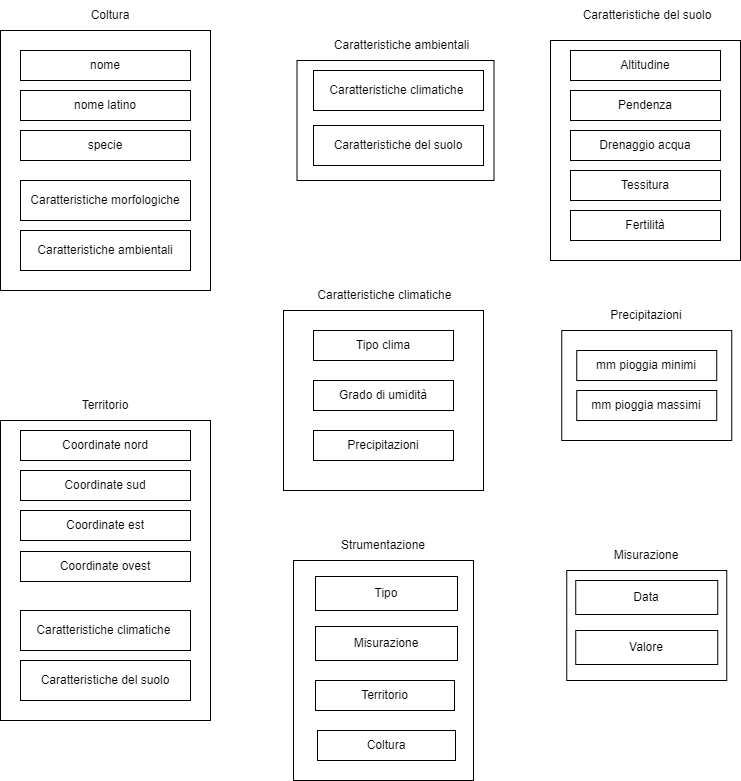 Coltura
nome
nome latino
specie
Caratteristiche morfologiche
Caratteristiche ambientali
Caratteristiche ambientali
Caratteristiche climatiche
Caratteristiche del suolo
Caratteristiche del suolo
Altitudine
Pendenza
Drenaggio acqua
Tessitura
Fertilità
Caratteristiche climatiche
Tipo clima
Grado di umidità
Precipitazioni
Precipitazioni
mm pioggia minimi
mm pioggia massimi
Territorio
Coordinate nord
Coordinate sud
Coordinate est
Coordinate ovest
Caratteristiche climatiche
Caratteristiche del suolo
Strumentazione
Tipo
Misurazione
Territorio
Coltura
Misurazione
Data
Valore